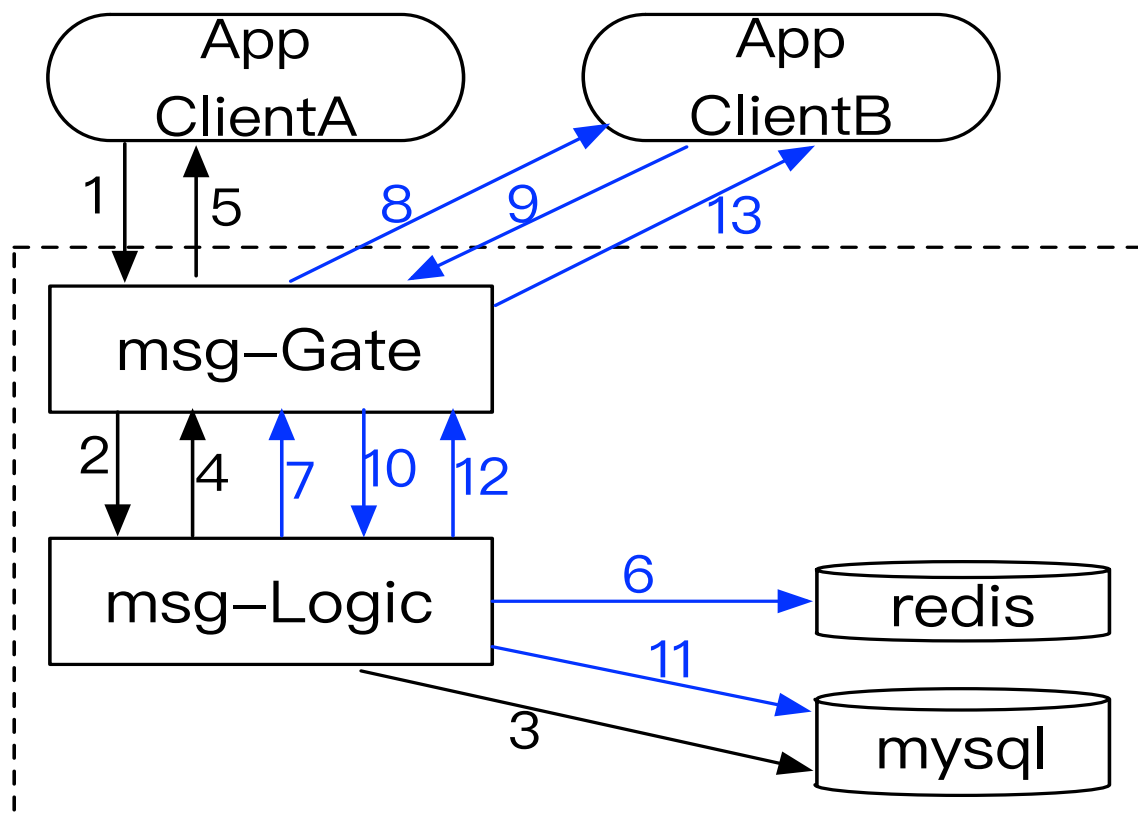 App
ClientA
App
ClientB
1
5
8
9
13
msg–Gate
2
4
7
10
12
msg–Logic
6
redis
11
3
mysql